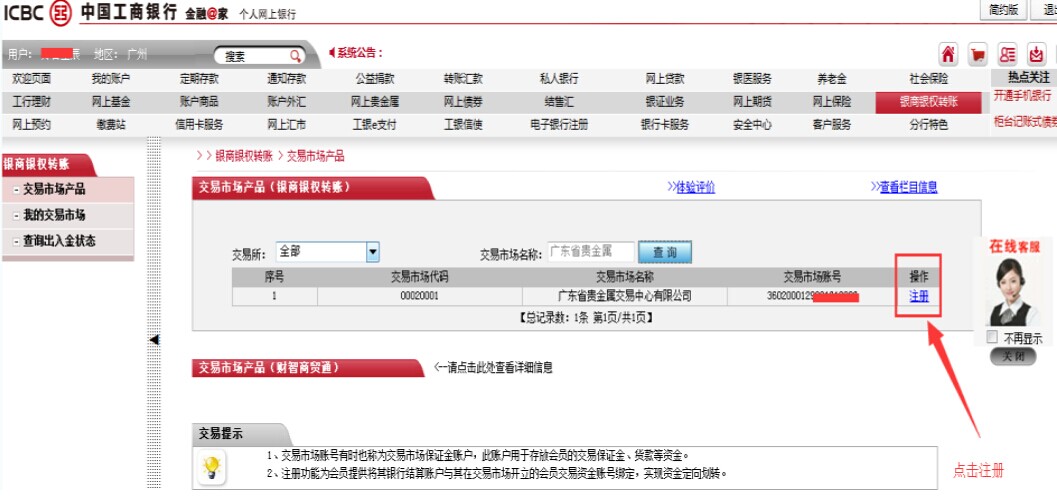 ICBC 中国工商银行 金融@家 个人网上银行
简约版 退出
用户： 地区：广州 搜索 系统公告：
欢迎页面 我的账户 定期存款 通知存款 公益捐款 转账汇款 私人银行 网上贷款 银医服务 养老金 社会保险 热点关注
工行理财 网上基金 账户商品 账户外汇 网上贵金属 网上债券 结售汇 银证业务 网上期货 网上保险 银商银权转账 开通手机银行
网上预约 缴费站 信用卡服务 网上汇市 工银e支付 工银信使 电子银行注册 银行卡服务 安全中心 客户服务 分行特色 柜台记账式债券
>>银商银权转账 > 交易市场产品
银商银权转账
- 交易市场产品
- 我的交易市场
- 查询出入金状态
交易市场产品（银商银权转账） >>体验评价 >>查看栏目信息
交易所： 全部 交易市场名称： 广东省贵金属 查询
序号 交易市场代码 交易市场名称 交易市场账号 操作
1 00020001 广东省贵金属交易中心有限公司 360200012 注册
【总记录数：1条 第1页/共1页】
在线客服
不再显示
关闭
交易市场产品（财智商贸通） <--请点击此处查看详细信息
交易提示
1、交易市场账号有时也称为交易市场保证金账户，此账户用于存放会员的交易保证金、货款等资金。
2、注册功能为会员提供将其银行结算账户与其在交易市场开立的会员交易资金账号绑定，实现资金定向划转。
点击注册